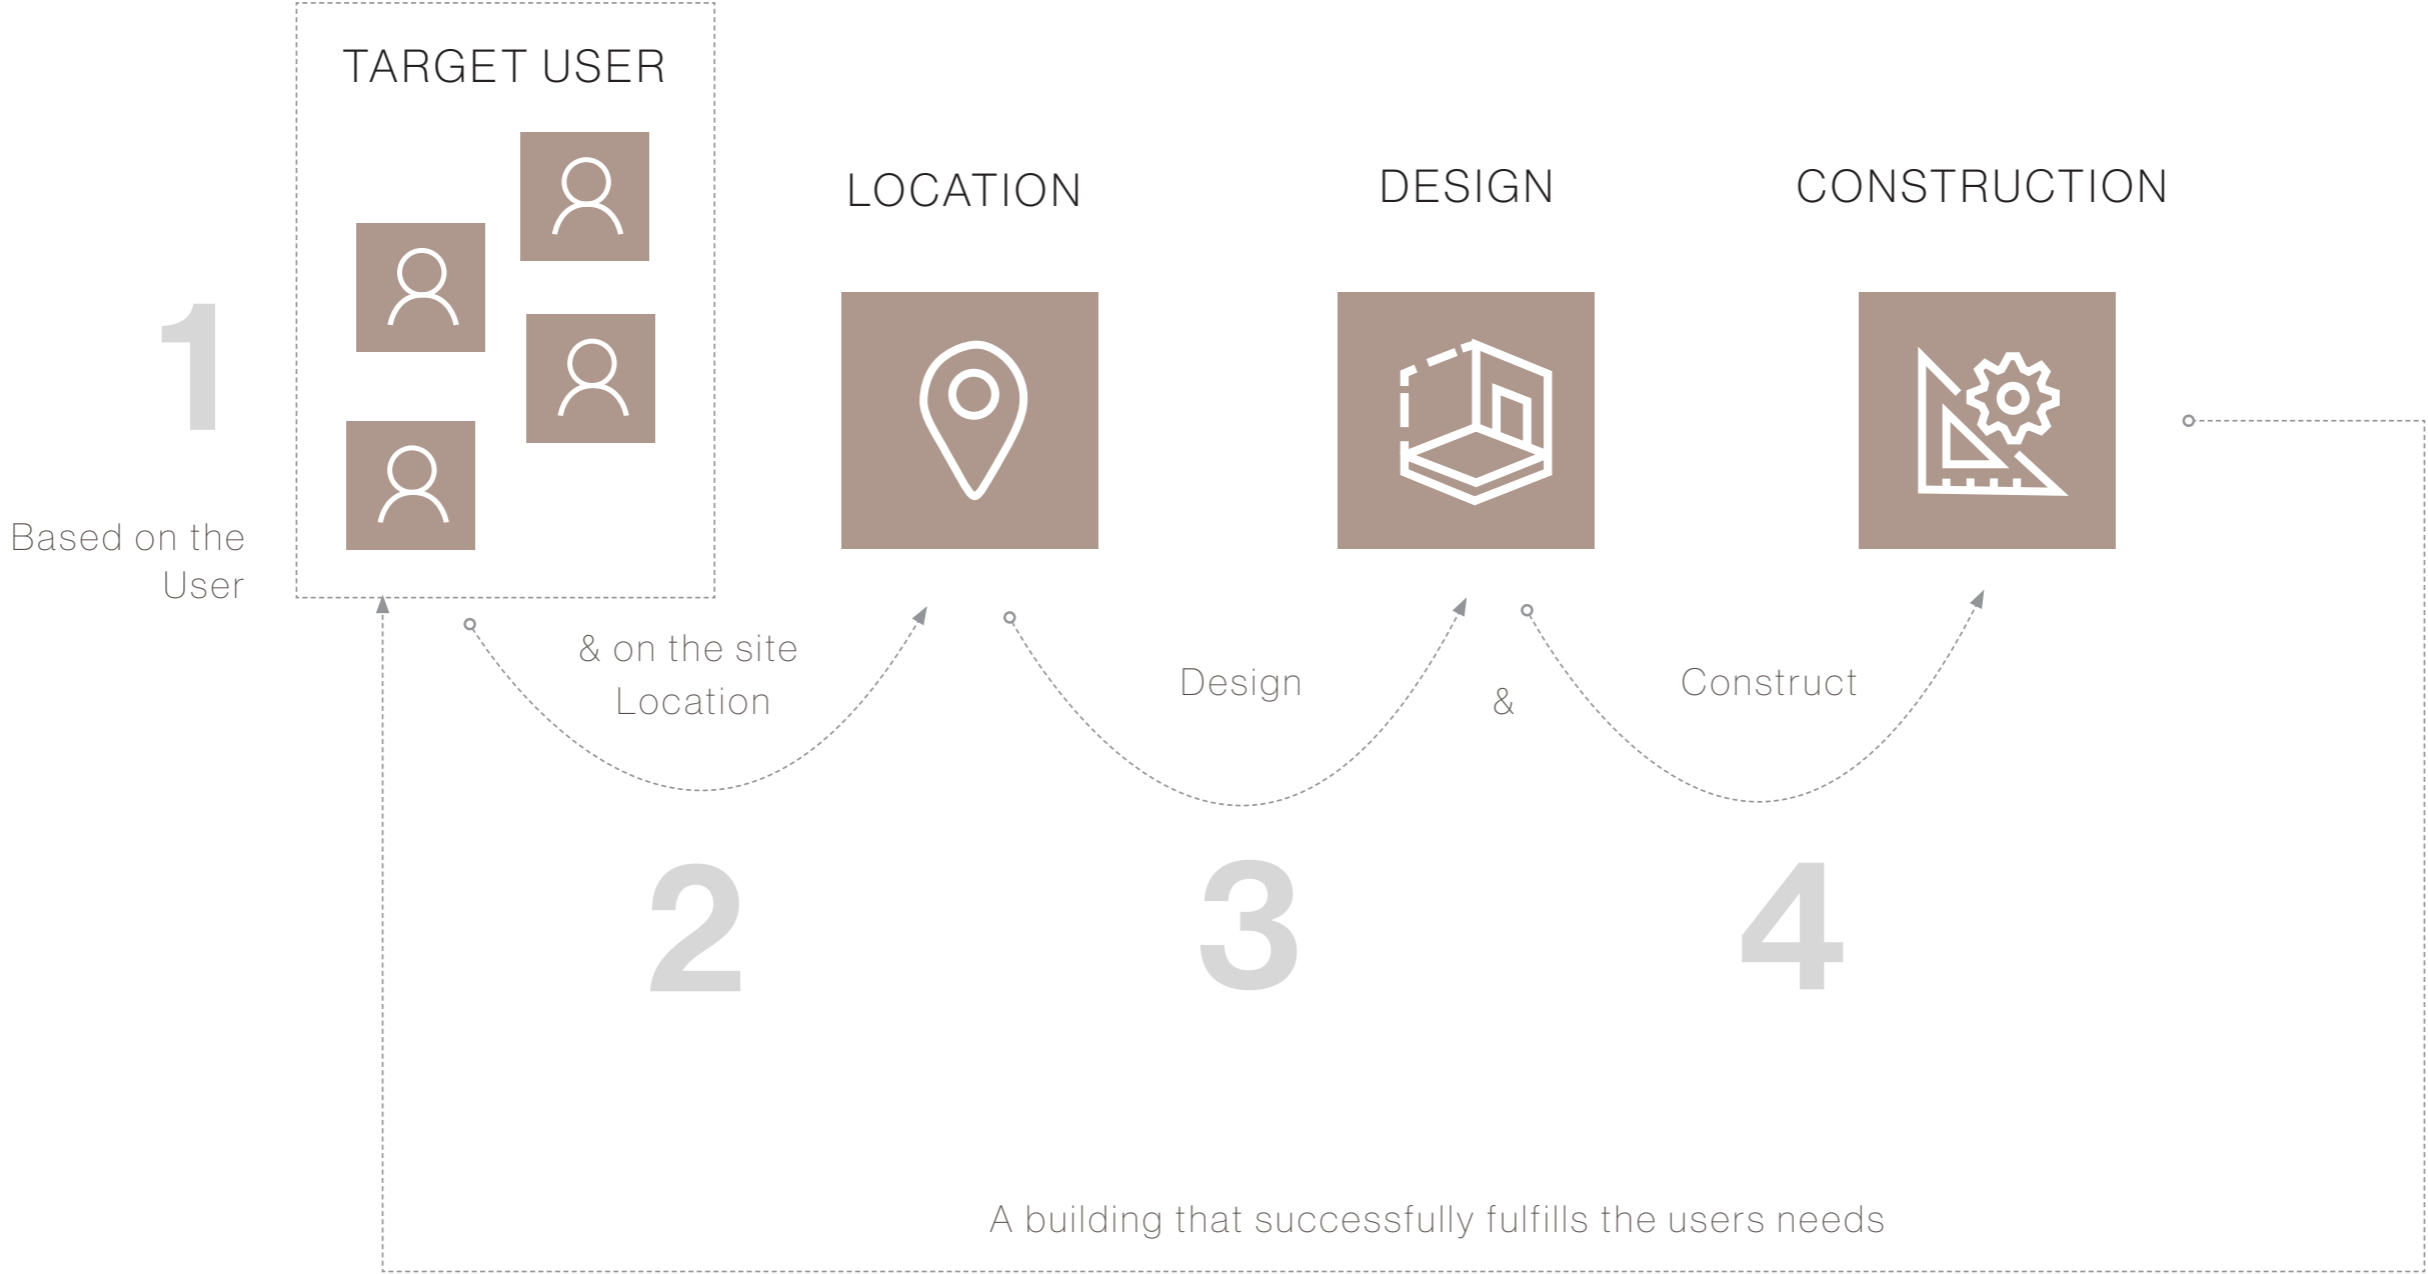 TARGET USER
LOCATION
DESIGN
CONSTRUCTION
1
Based on the
User
& on the site
Location
Design
&
Construct
2
3
4
A building that successfully fulfills the users needs